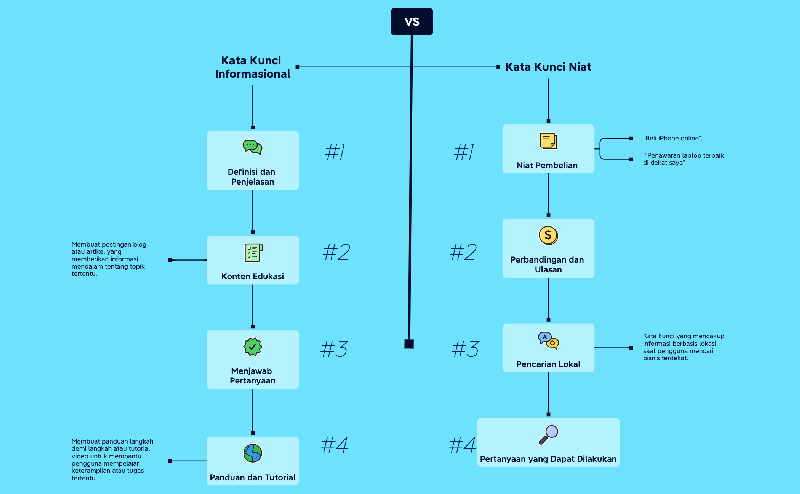 VS
Kata Kunci
Informasional
Kata Kunci Niat
Definisi dan
Penjelasan
#1
#1
Niat Pembelian
"Beli iPhone online",
"Penawaran laptop terbaik
di dekat saya"
Membuat postingan blog
atau artikel yang
memberikan informasi
mendalam tentang topik
tertentu.
Konten Edukasi
#2
#2
Perbandingan dan
Ulasan
Menjawab
Pertanyaan
#3
#3
Pencarian Lokal
Kata kunci yang mencakup
informasi berbasis lokasi
saat pengguna mencari
bisnis terdekat.
Membuat panduan langkah
demi langkah atau tutorial
video untuk membantu
pengguna mempelajari
keterampilan atau tugas
tertentu.
Panduan dan Tutorial
#4
#4
Pertanyaan yang Dapat Dilakukan